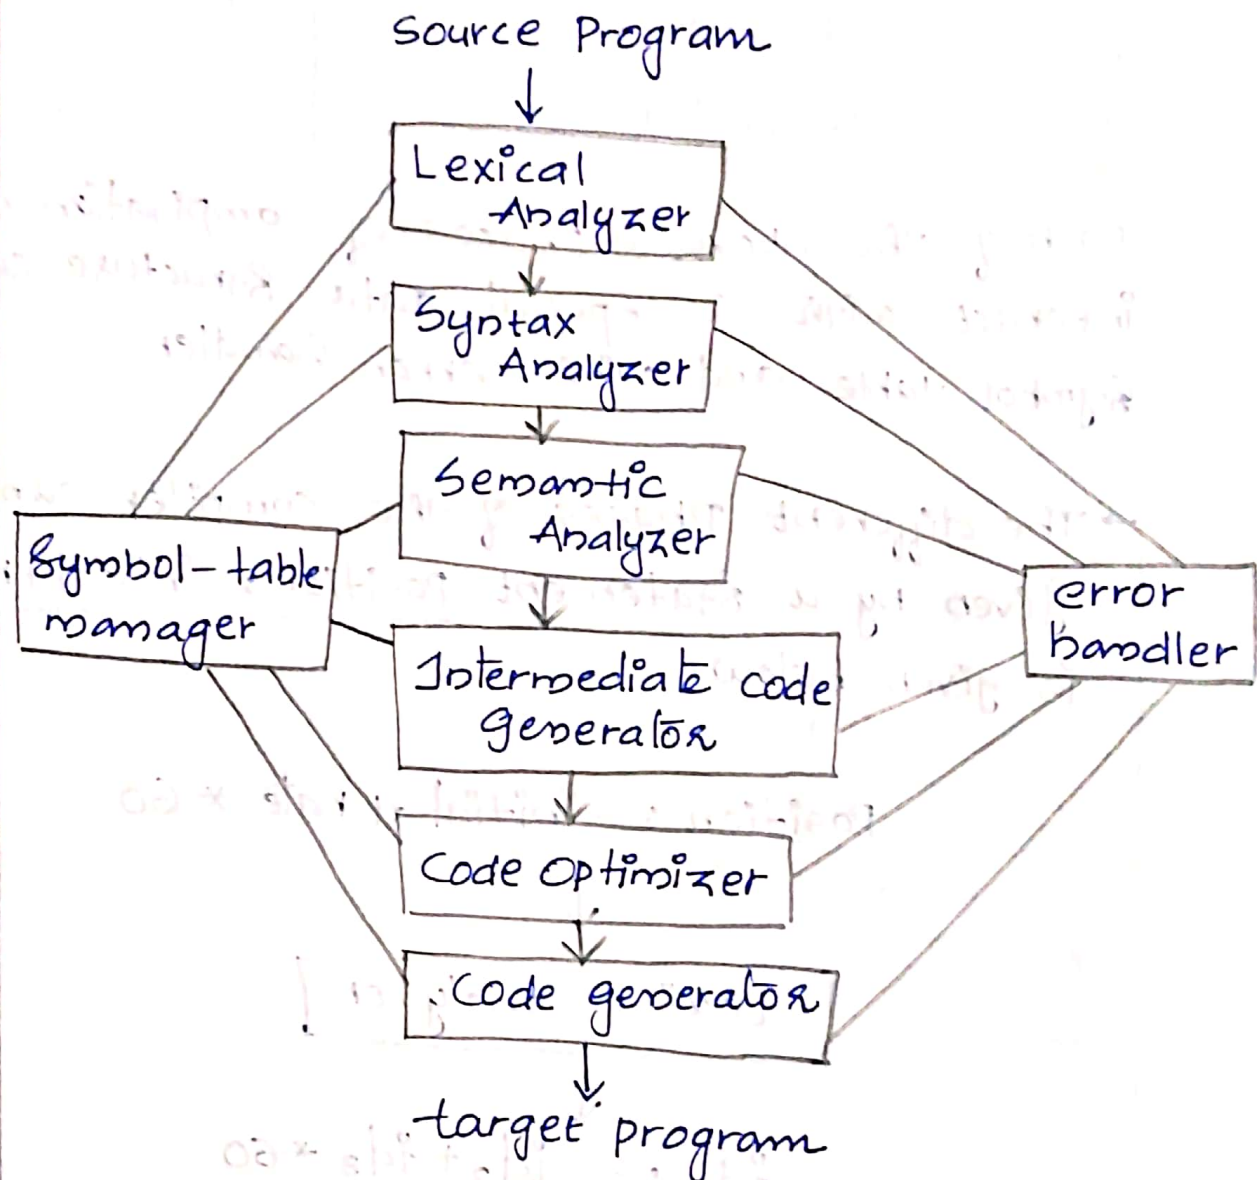 Source Program
Lexical
Analyzer
Syntax
Analyzer
Semantic
Analyzer
Symbol-table
manager
error
handler
Intermediate code
generator
Code Optimizer
Code generator
target program